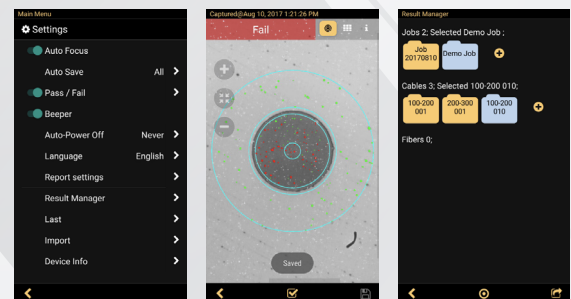 Main Menu
Settings
Auto Focus
Auto Save All
Pass / Fail
Beeper
Auto-Power Off Never
Language English
Report settings
Result Manager
Last
Import
Device Info
Captured@Aug 10, 2017 1:21:26 PM
Fail
i
Saved
Result Manager
Jobs 2; Selected Demo Job ;
Job
20170810
Demo Job
Cables 3; Selected 100-200 010;
100-200
001
200-300
001
100-200
010
Fibers 0;